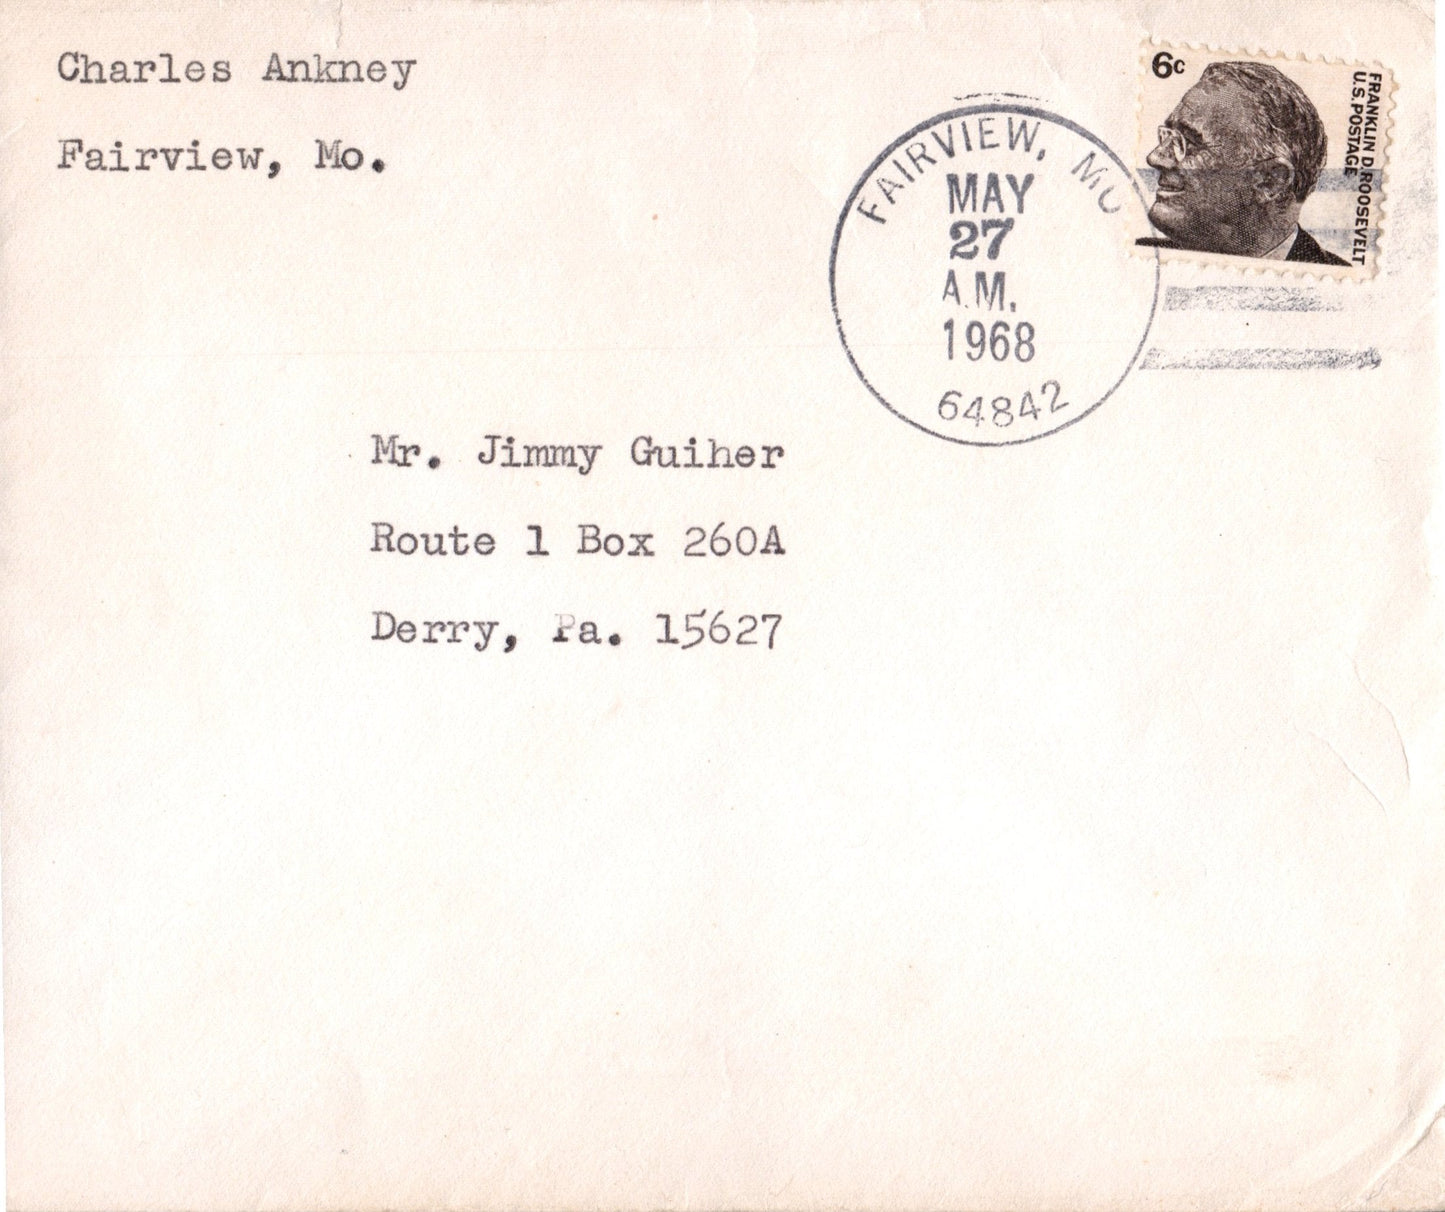 Charles Ankney
Fairview, Mo.
6c
FRANKLIN D. ROOSEVELT
U.S. POSTAGE
FAIRVIEW, MO
MAY
27
A.M.
1968
64842
Mr. Jimmy Guiher
Route 1 Box 260A
Derry, Pa. 15627